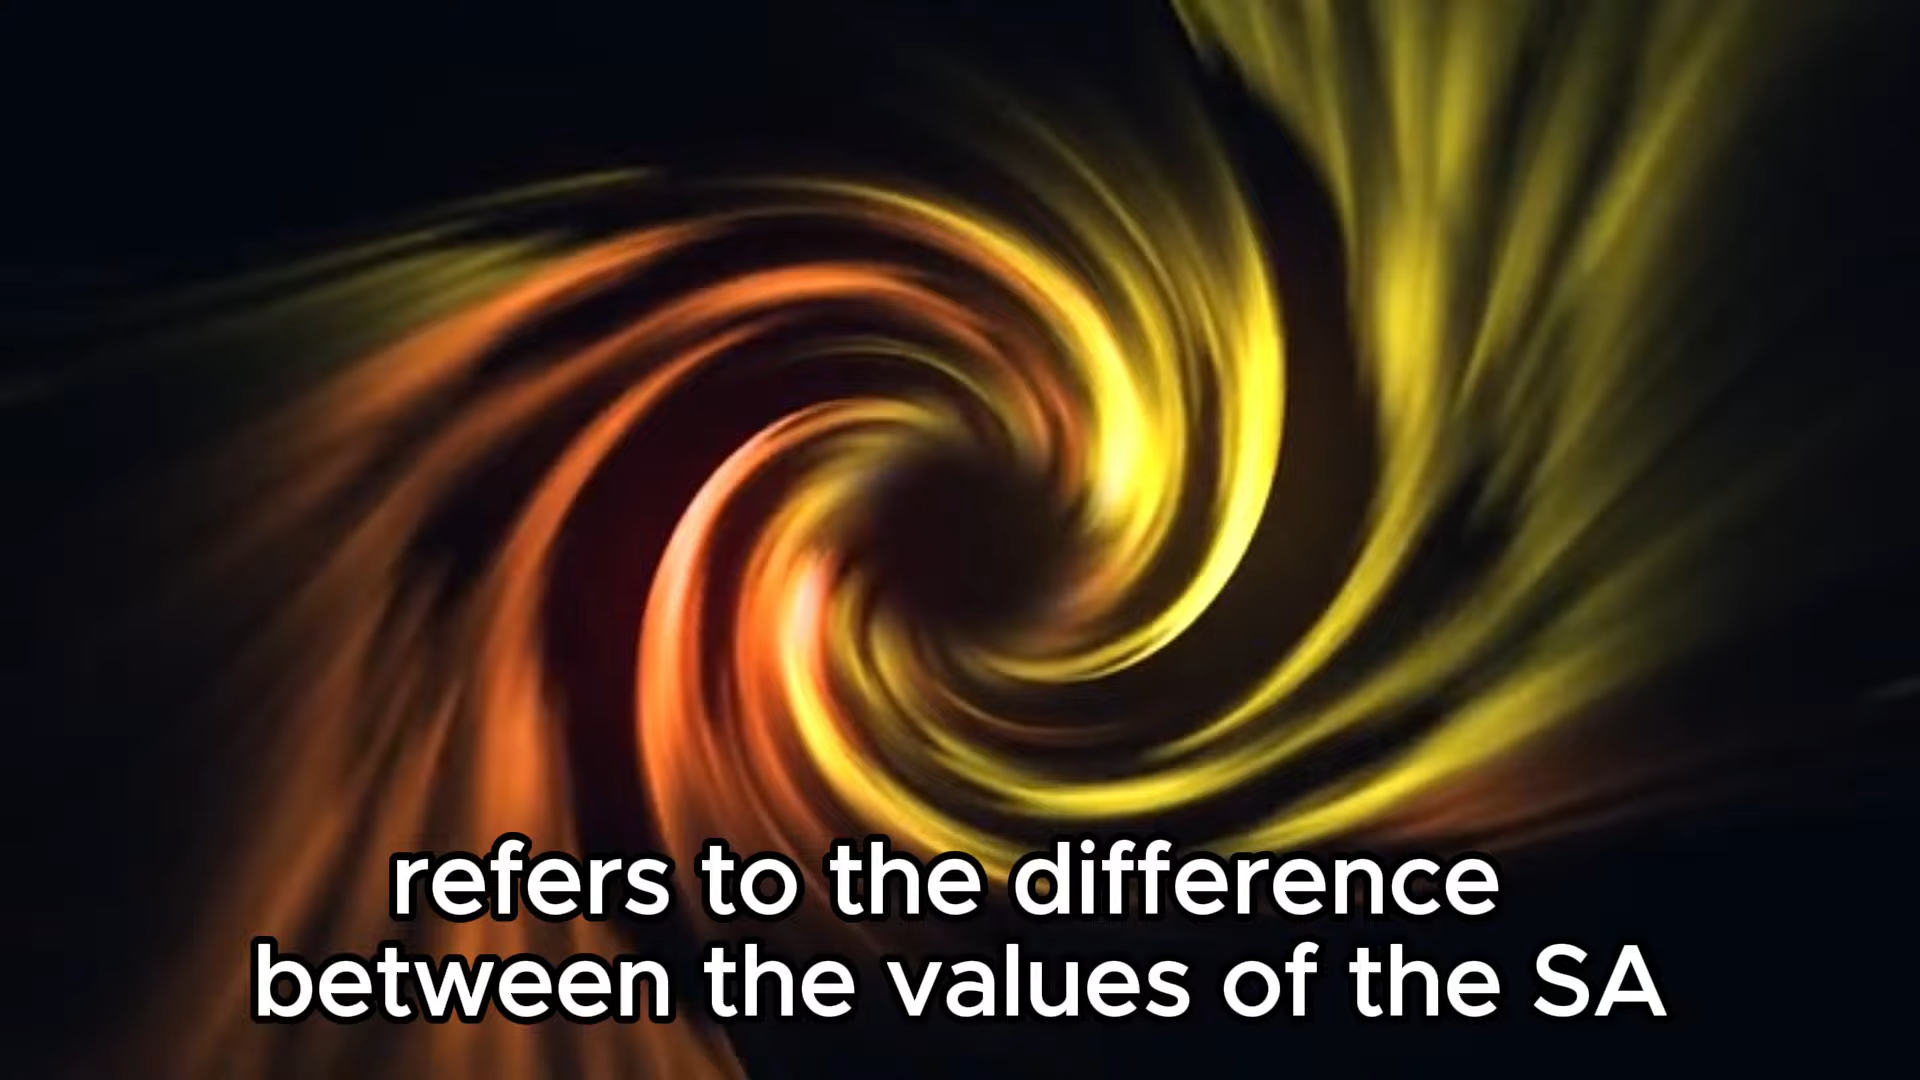 refers to the difference
between the values of the SA